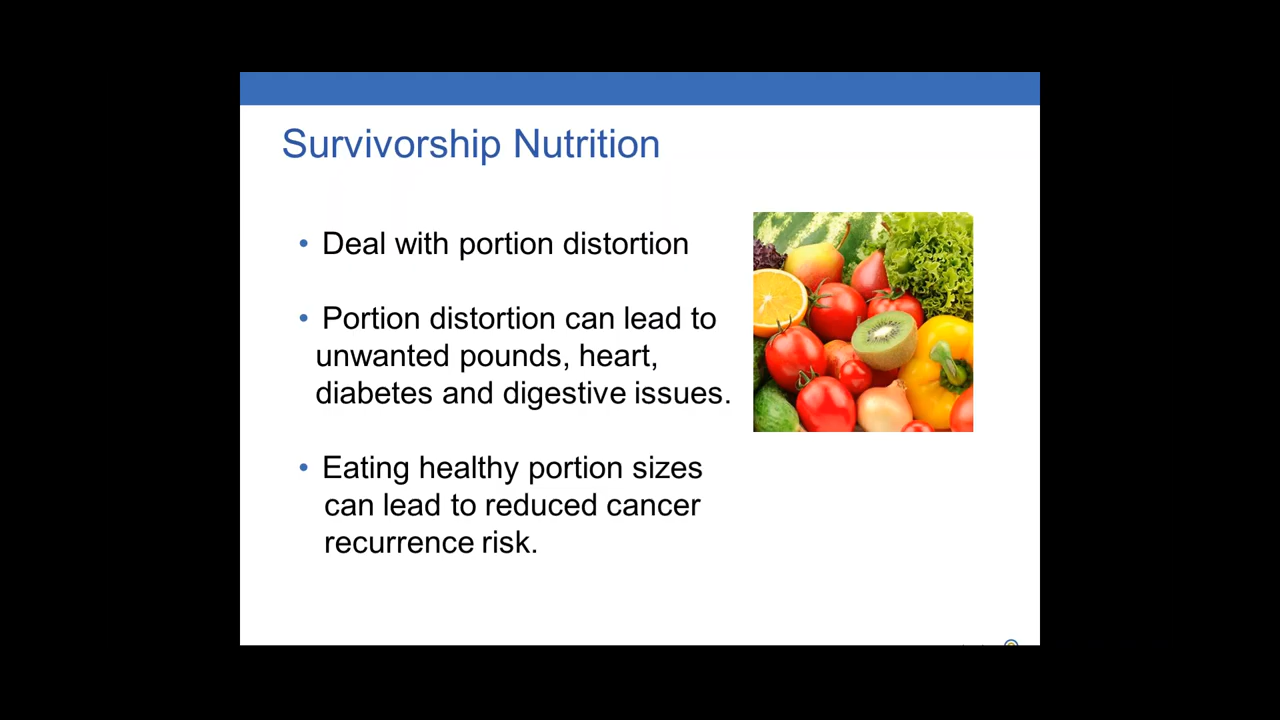 Survivorship Nutrition
• Deal with portion distortion
• Portion distortion can lead to
unwanted pounds, heart,
diabetes and digestive issues.
• Eating healthy portion sizes
can lead to reduced cancer
recurrence risk.